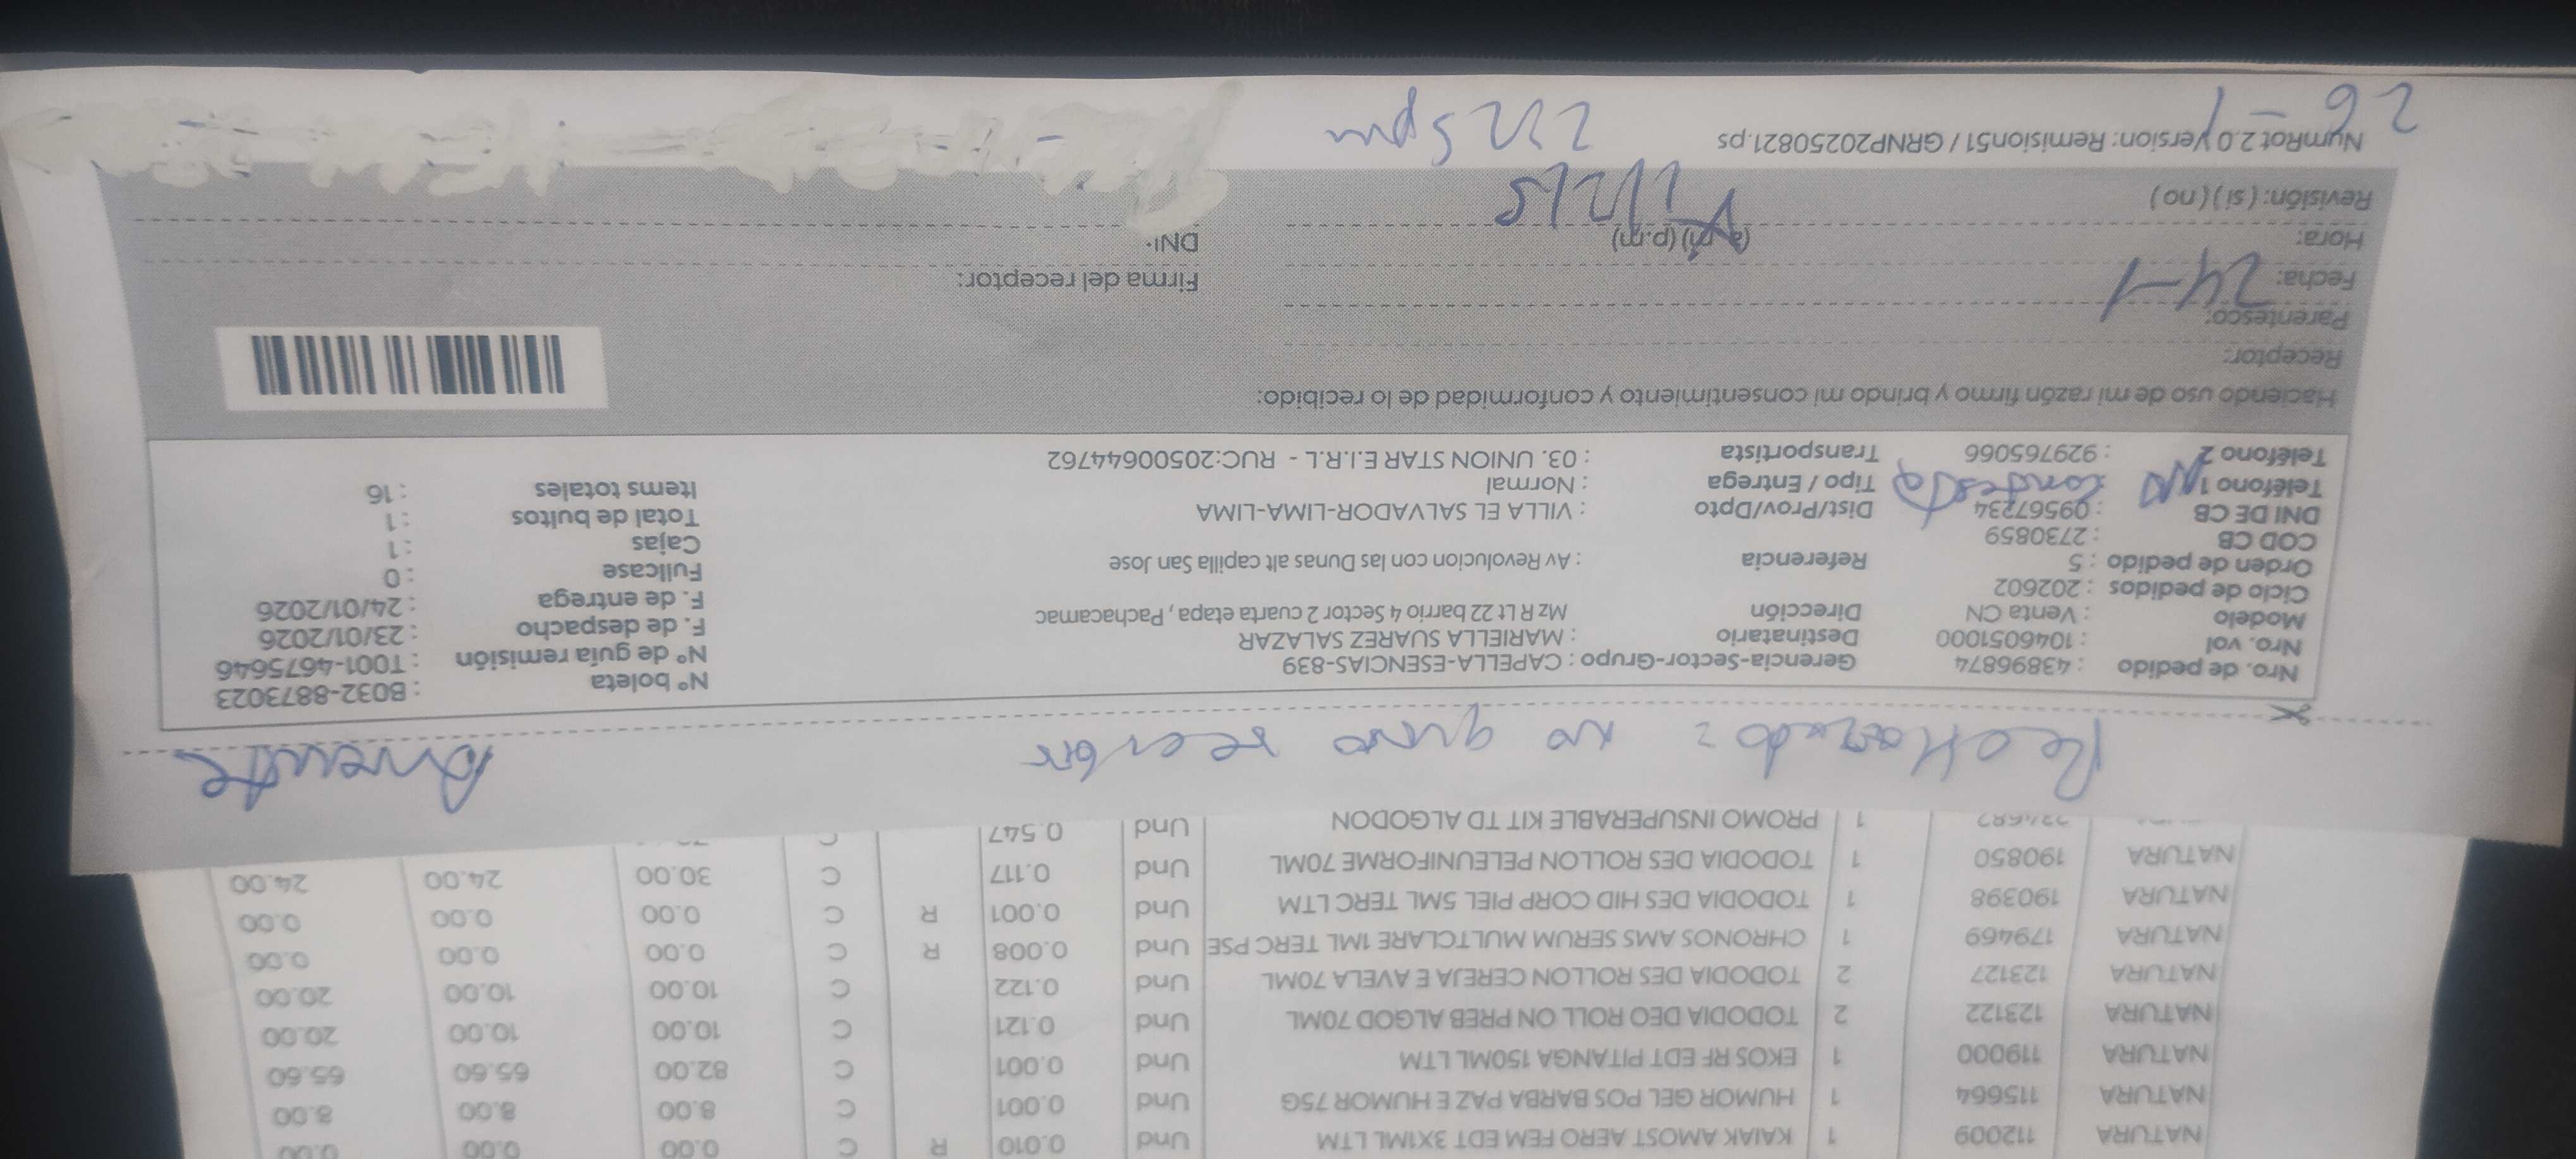 NATURA 112009 1 KAIAK AMOST AERO FEM EDT 3X1ML LTM Und 0.010 R C 0.00 0.00 0.00
NATURA 115664 1 HUMOR GEL POS BARBA PAZ E HUMOR 75G Und 0.001 C 8.00 8.00 8.00
NATURA 119000 1 EKOS RF EDT PITANGA 150ML LTM Und 0.001 C 82.00 65.60 65.60
NATURA 123122 2 TODODIA DEO ROLL ON PREB ALGOD 70ML Und 0.121 C 10.00 10.00 20.00
NATURA 123127 2 TODODIA DES ROLLON CEREJA E AVELA 70ML Und 0.122 C 10.00 10.00 20.00
NATURA 179469 1 CHRONOS AMS SERUM MULTCLARE 1ML TERC PSE Und 0.008 R C 0.00 0.00 0.00
NATURA 190398 1 TODODIA DES HID CORP PIEL 5ML TERC LTM Und 0.001 R C 0.00 0.00 0.00
NATURA 190850 1 TODODIA DES ROLLON PELEUNIFORME 70ML Und 0.117 C 30.00 24.00 24.00
1 PROMO INSUPERABLE KIT TD ALGODON Und 0.547 C
Rechazado: no quiso recibir
Nro. de pedido : 43896874 Gerencia-Sector-Grupo : CAPELLA-ESENCIAS-839 N° boleta : B032-8873023
Nro. vol : 1046051000 Destinatario : MARIELLA SUAREZ SALAZAR N° de guía remisión : T001-4675646
Modelo : Venta CN Dirección Mz R Lt 22 barrio 4 Sector 2 cuarta etapa, Pachacamac F. de despacho : 23/01/2026
Ciclo de pedidos : 202602 F. de entrega : 24/01/2026
Orden de pedido : 5 Referencia : Av Revolucion con las Dunas alt capilla San Jose Fullcase : 0
COD CB : 2730859 Cajas : 1
DNI DE CB : 09567234 Dist/Prov/Dpto : VILLA EL SALVADOR-LIMA-LIMA Total de bultos : 1
Teléfono 1 No contesta Tipo / Entrega : Normal Items totales : 16
Teléfono 2 : 929765066 Transportista : 03. UNION STAR E.I.R.L - RUC:20500644762
Haciendo uso de mi razón firmo y brindo mi consentimiento y conformidad de lo recibido:
Receptor:
Parentesco:
Fecha: 24-1 Firma del receptor:
Hora: (a.m) (p.m) DNI:
Revisión: (si) (no)
NumRot 2.0 Version: Remision51 / GRNP20250821.ps
26-1